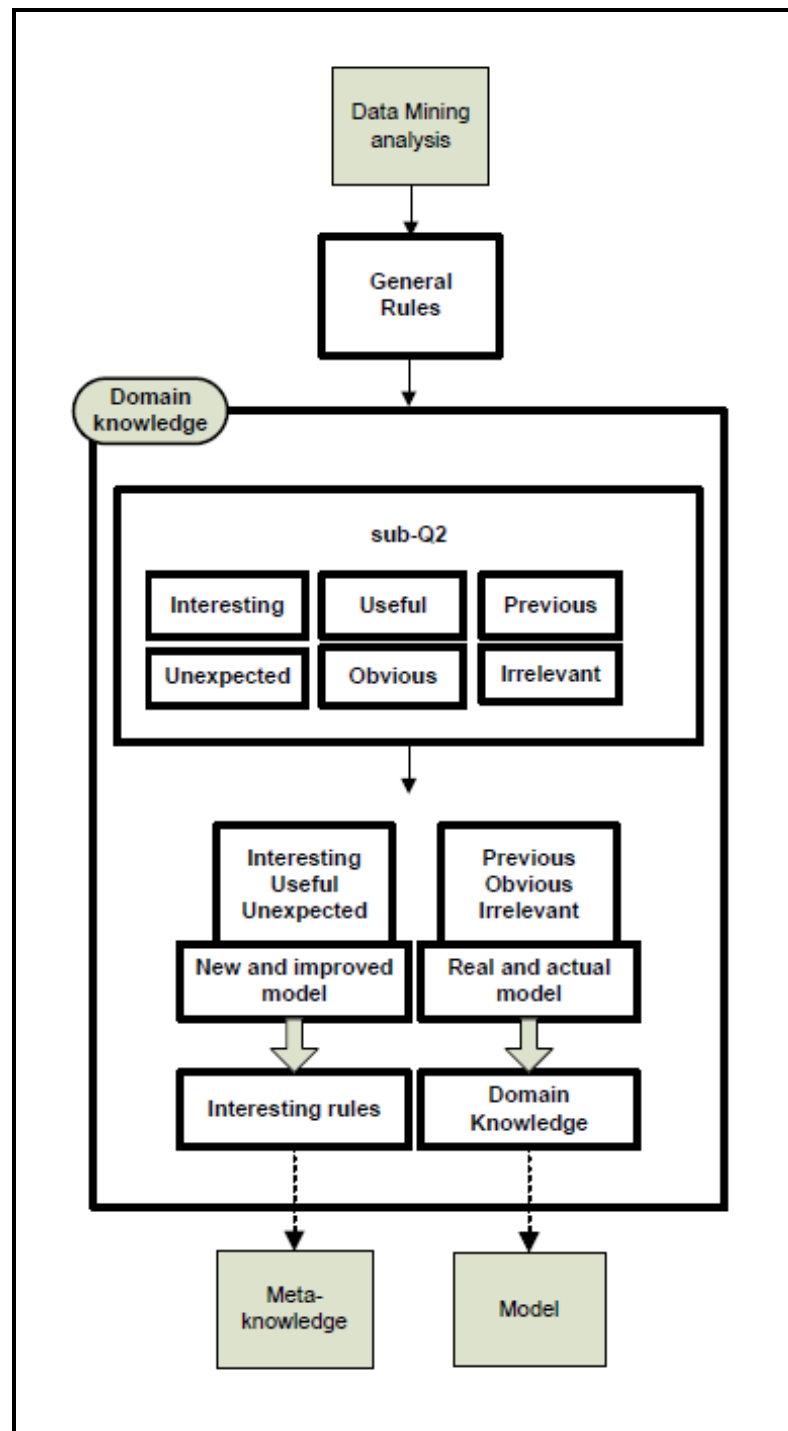 Data Mining
analysis
General
Rules
Domain
knowledge
sub-Q2
Interesting
Useful
Previous
Unexpected
Obvious
Irrelevant
Interesting
Useful
Unexpected
Previous
Obvious
Irrelevant
New and improved
model
Real and actual
model
Interesting rules
Domain
Knowledge
Meta-
knowledge
Model